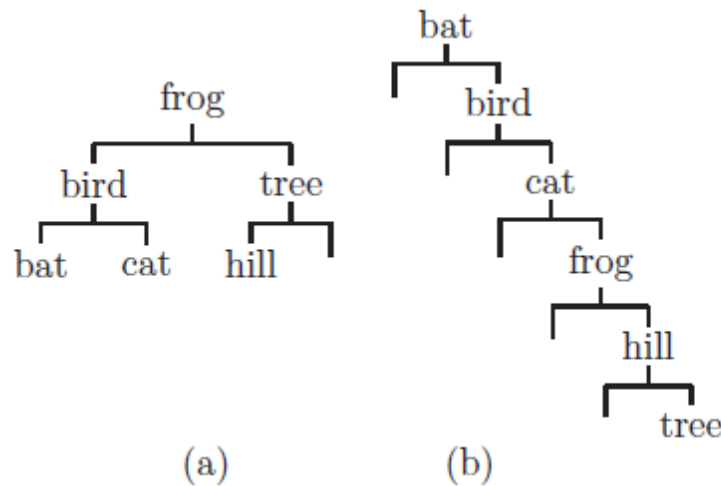 bat
frog
bird
bird
tree
cat
bat
cat
hill
frog
hill
tree
(a)
(b)